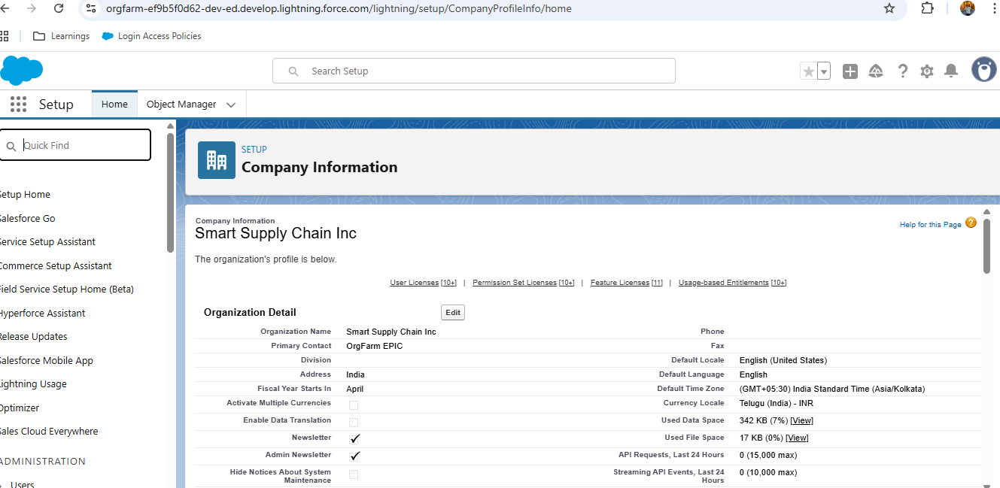 orgfarm-ef9b5f0d62-dev-ed.develop.lightning.force.com/lightning/setup/CompanyProfileInfo/home
Learnings Login Access Policies
Search Setup
Setup Home Object Manager
Quick Find
SETUP
Company Information
Setup Home
Salesforce Go
Service Setup Assistant
Commerce Setup Assistant
Field Service Setup Home (Beta)
Hyperforce Assistant
Release Updates
Salesforce Mobile App
Lightning Usage
Optimizer
Sales Cloud Everywhere
ADMINISTRATION
Users
Company Information
Smart Supply Chain Inc
Help for this Page ?
The organization's profile is below.
User Licenses [10+] | Permission Set Licenses [10+] | Feature Licenses [11] | Usage-based Entitlements [10+]
Organization Detail Edit
Organization Name Smart Supply Chain Inc Phone
Primary Contact OrgFarm EPIC Fax
Division Default Locale English (United States)
Address India Default Language English
Fiscal Year Starts In April Default Time Zone (GMT+05:30) India Standard Time (Asia/Kolkata)
Activate Multiple Currencies Currency Locale Telugu (India) - INR
Enable Data Translation Used Data Space 342 KB (7%) [View]
Newsletter Used File Space 17 KB (0%) [View]
Admin Newsletter API Requests, Last 24 Hours 0 (15,000 max)
Hide Notices About System Maintenance Streaming API Events, Last 24 Hours 0 (10,000 max)